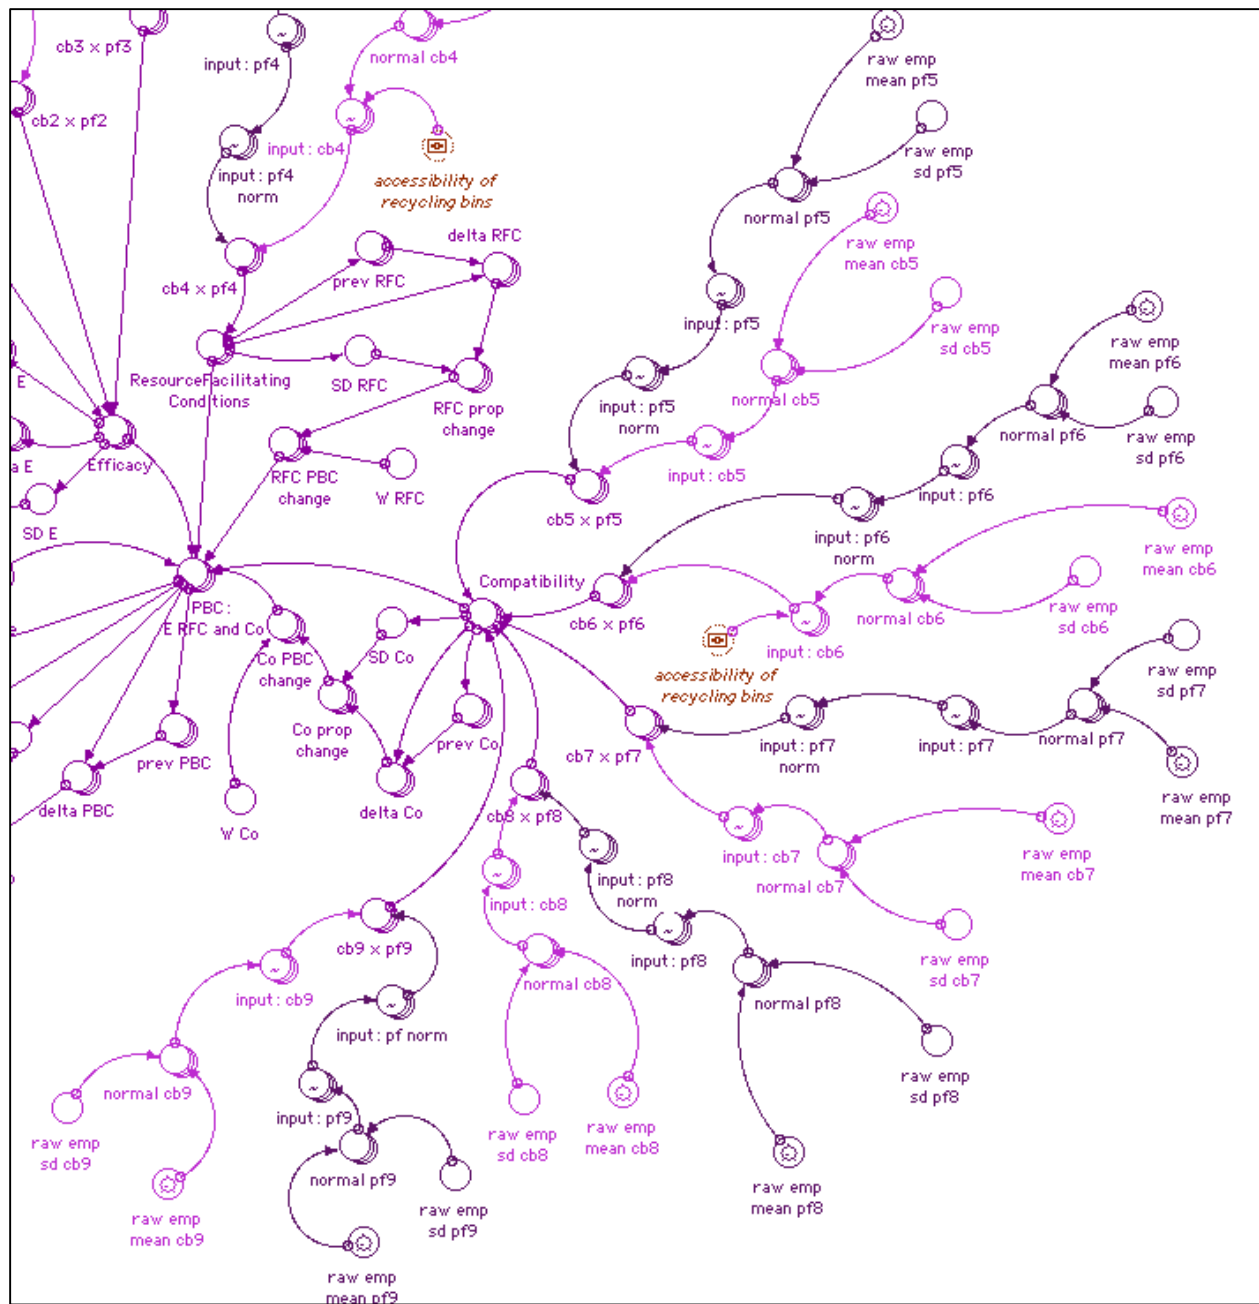 cb3 × pf3
input: pf4
normal cb4
raw emp
mean pf5
cb2 × pf2
input: cb4
input: pf4
norm
accessibility of
recycling bins
raw emp
sd pf5
normal pf5
delta RFC
raw emp
mean cb5
cb4 × pf4
prev RFC
input: pf5
raw emp
sd cb5
raw emp
mean pf6
E
ResourceFacilitating
Conditions
SD RFC
RFC prop
change
input: pf5
norm
normal cb5
normal pf6
raw emp
sd pf6
a E
Efficacy
RFC PBC
change
W RFC
input: cb5
input: pf6
SD E
cb5 × pf5
input: pf6
norm
raw emp
mean cb6
Compatibility
PBC:
E RFC and Co
cb6 × pf6
normal cb6
raw emp
sd cb6
Co PBC
change
SD Co
input: cb6
accessibility of
recycling bins
raw emp
sd pf7
Co prop
change
prev Co
cb7 × pf7
input: pf7
norm
input: pf7
normal pf7
prev PBC
delta PBC
W Co
delta Co
cb8 × pf8
raw emp
mean pf7
input: cb7
normal cb7
raw emp
mean cb7
input: pf8
norm
input: cb8
cb9 × pf9
input: pf8
raw emp
sd cb7
input: cb9
normal cb8
normal pf8
input: pf norm
raw emp
sd pf8
normal cb9
input: pf9
raw emp
sd cb9
raw emp
sd cb8
raw emp
mean cb8
normal pf9
raw emp
mean pf8
raw emp
mean cb9
raw emp
sd pf9
raw emp
mean pf9